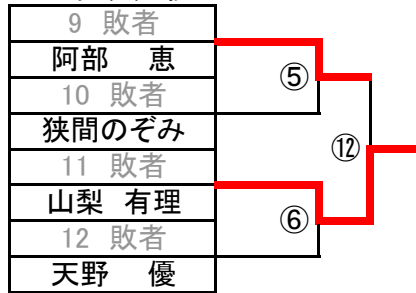 9 敗者
阿部 恵
10 敗者
狭間のぞみ
11 敗者
山梨 有理
12 敗者
天野 優
⑤
⑫
⑥